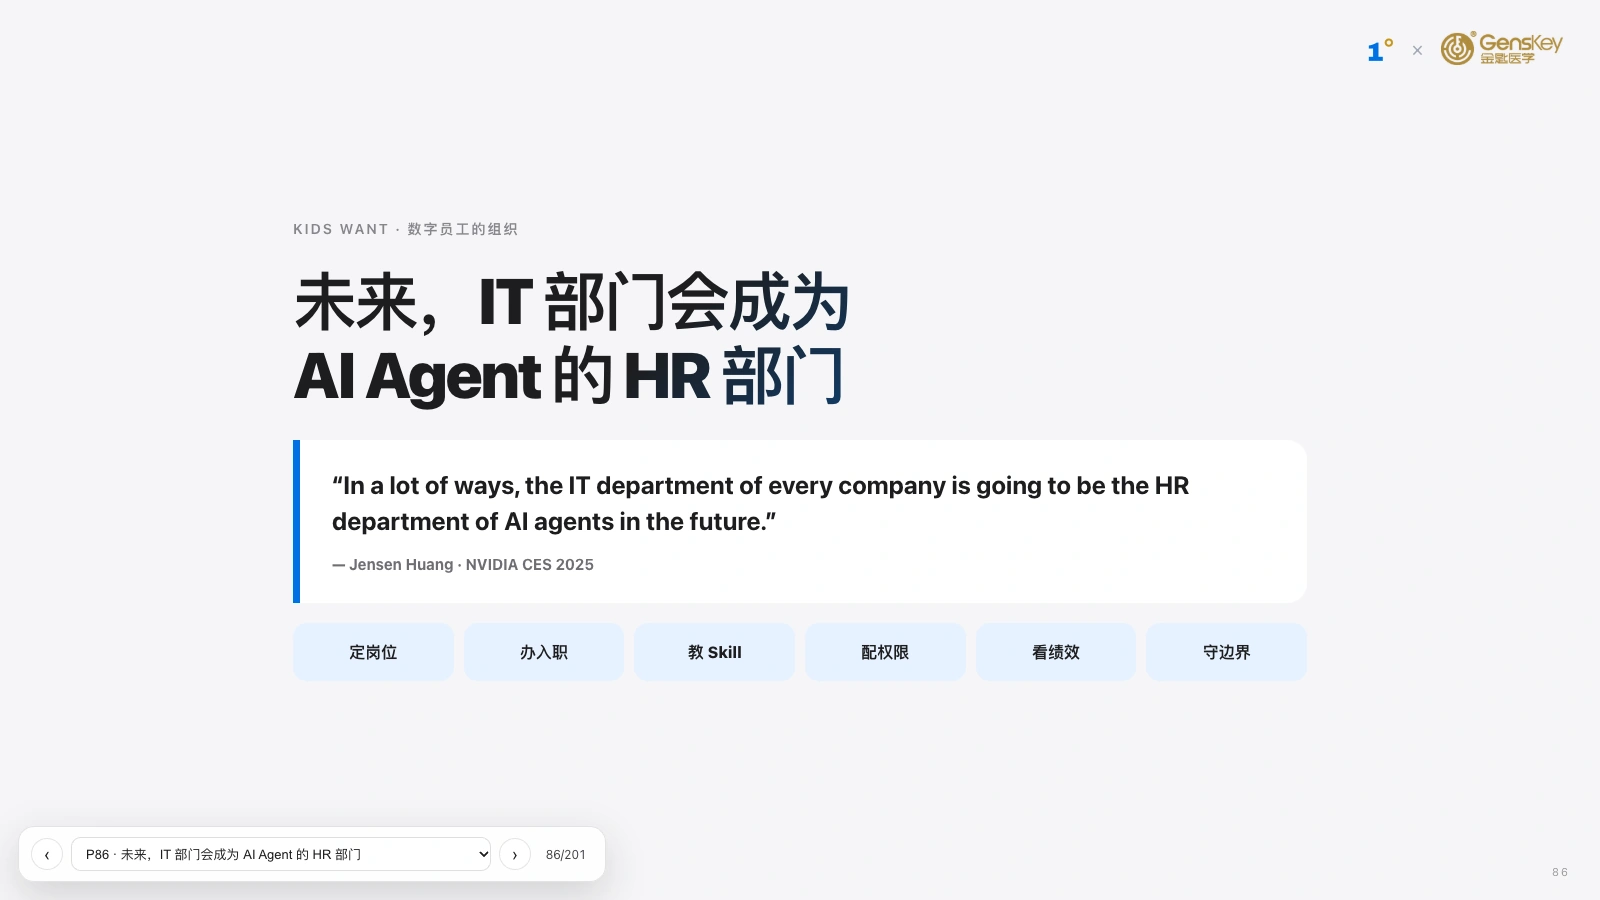 1° × GensKey®
金匙医学
KIDS WANT · 数字员工的组织
未来，IT 部门会成为
AI Agent 的 HR 部门
“In a lot of ways, the IT department of every company is going to be the HR
department of AI agents in the future.”
— Jensen Huang · NVIDIA CES 2025
定岗位
办入职
教 Skill
配权限
看绩效
守边界
‹ P86 · 未来，IT 部门会成为 AI Agent 的 HR 部门 › 86/201
86